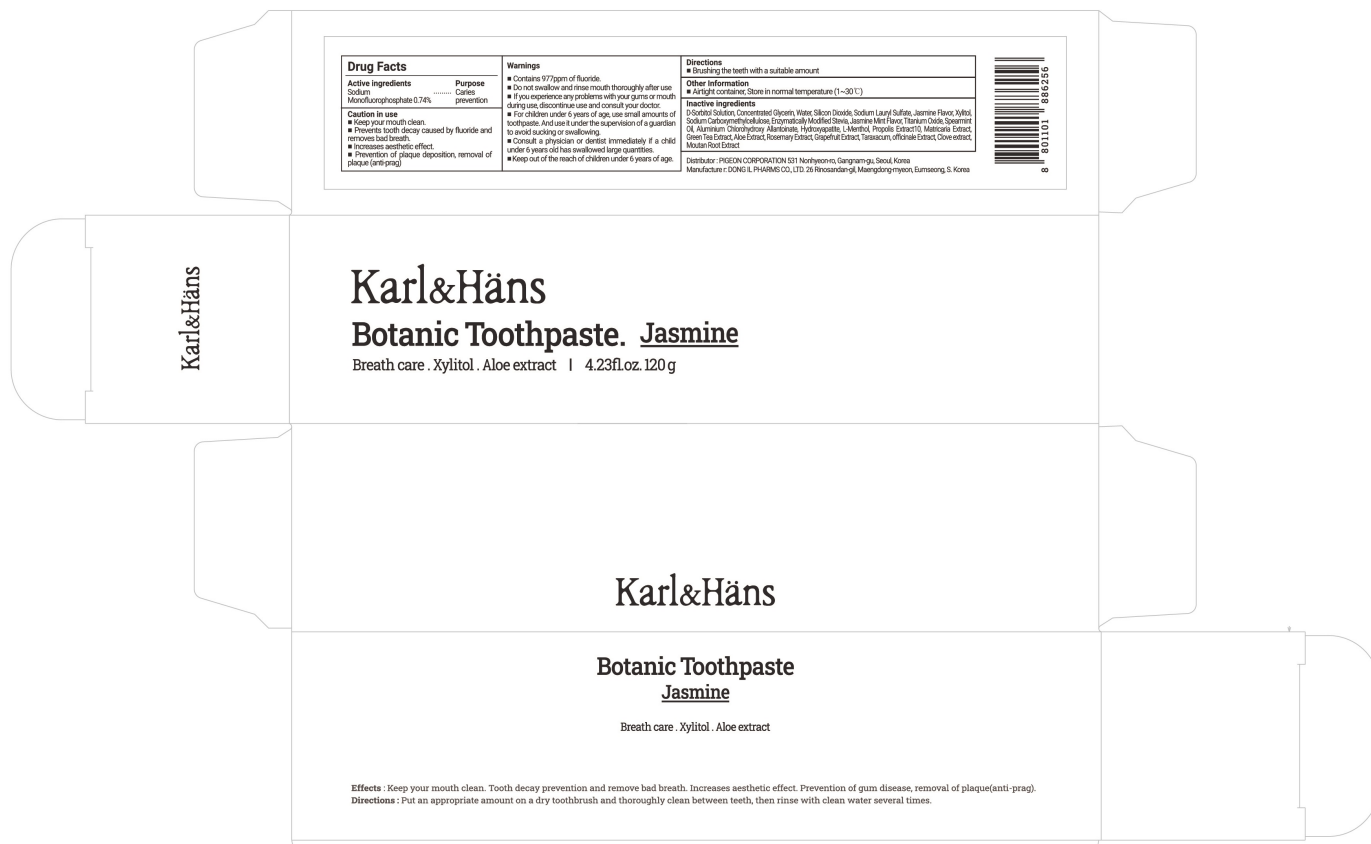 Drug Facts
Active ingredients Purpose
Sodium ......... Caries
Monofluorophosphate 0.74% prevention
Caution in use
■ Keep your mouth clean.
■ Prevents tooth decay caused by fluoride and
removes bad breath.
■ Increases aesthetic effect.
■ Prevention of plaque deposition, removal of
plaque (anti-prag)
Warnings
■ Contains 977ppm of fluoride.
■ Do not swallow and rinse mouth thoroughly after use
■ If you experience any problems with your gums or mouth
during use, discontinue use and consult your doctor.
■ For children under 6 years of age, use small amounts of
toothpaste. And use it under the supervision of a guardian
to avoid sucking or swallowing.
■ Consult a physician or dentist immediately if a child
under 6 years old has swallowed large quantities.
■ Keep out of the reach of children under 6 years of age.
Directions
■ Brushing the teeth with a suitable amount
Other Information
■ Airtight container, Store in normal temperature (1~30℃)
Inactive ingredients
D-Sorbitol Solution, Concentrated Glycerin, Water, Silicon Dioxide, Sodium Lauryl Sulfate, Jasmine Flavor, Xylitol,
Sodium Carboxymethylcellulose, Enzymatically Modified Stevia, Jasmine Mint Flavor, Titanium Oxide, Spearmint
Oil, Aluminium Chlorohydroxy Allantoinate, Hydroxyapatite, L-Menthol, Propolis Extract10, Matricaria Extract,
Green Tea Extract, Aloe Extract, Rosemary Extract, Grapefruit Extract, Taraxacum, officinale Extract, Clove extract,
Moutan Root Extract
Distributor : PIGEON CORPORATION 531 Nonhyeon-ro, Gangnam-gu, Seoul, Korea
Manufacture r: DONG IL PHARMS CO., LTD. 26 Rinosandan-gil, Maengdong-myeon, Eumseong, S. Korea
8 801101 886256
Karl&Häns
Karl&Häns
Botanic Toothpaste. Jasmine
Breath care . Xylitol . Aloe extract | 4.23fl.oz. 120 g
Karl&Häns
Botanic Toothpaste
Jasmine
Breath care . Xylitol . Aloe extract
Effects : Keep your mouth clean. Tooth decay prevention and remove bad breath. Increases aesthetic effect. Prevention of gum disease, removal of plaque(anti-prag).
Directions : Put an appropriate amount on a dry toothbrush and thoroughly clean between teeth, then rinse with clean water several times.